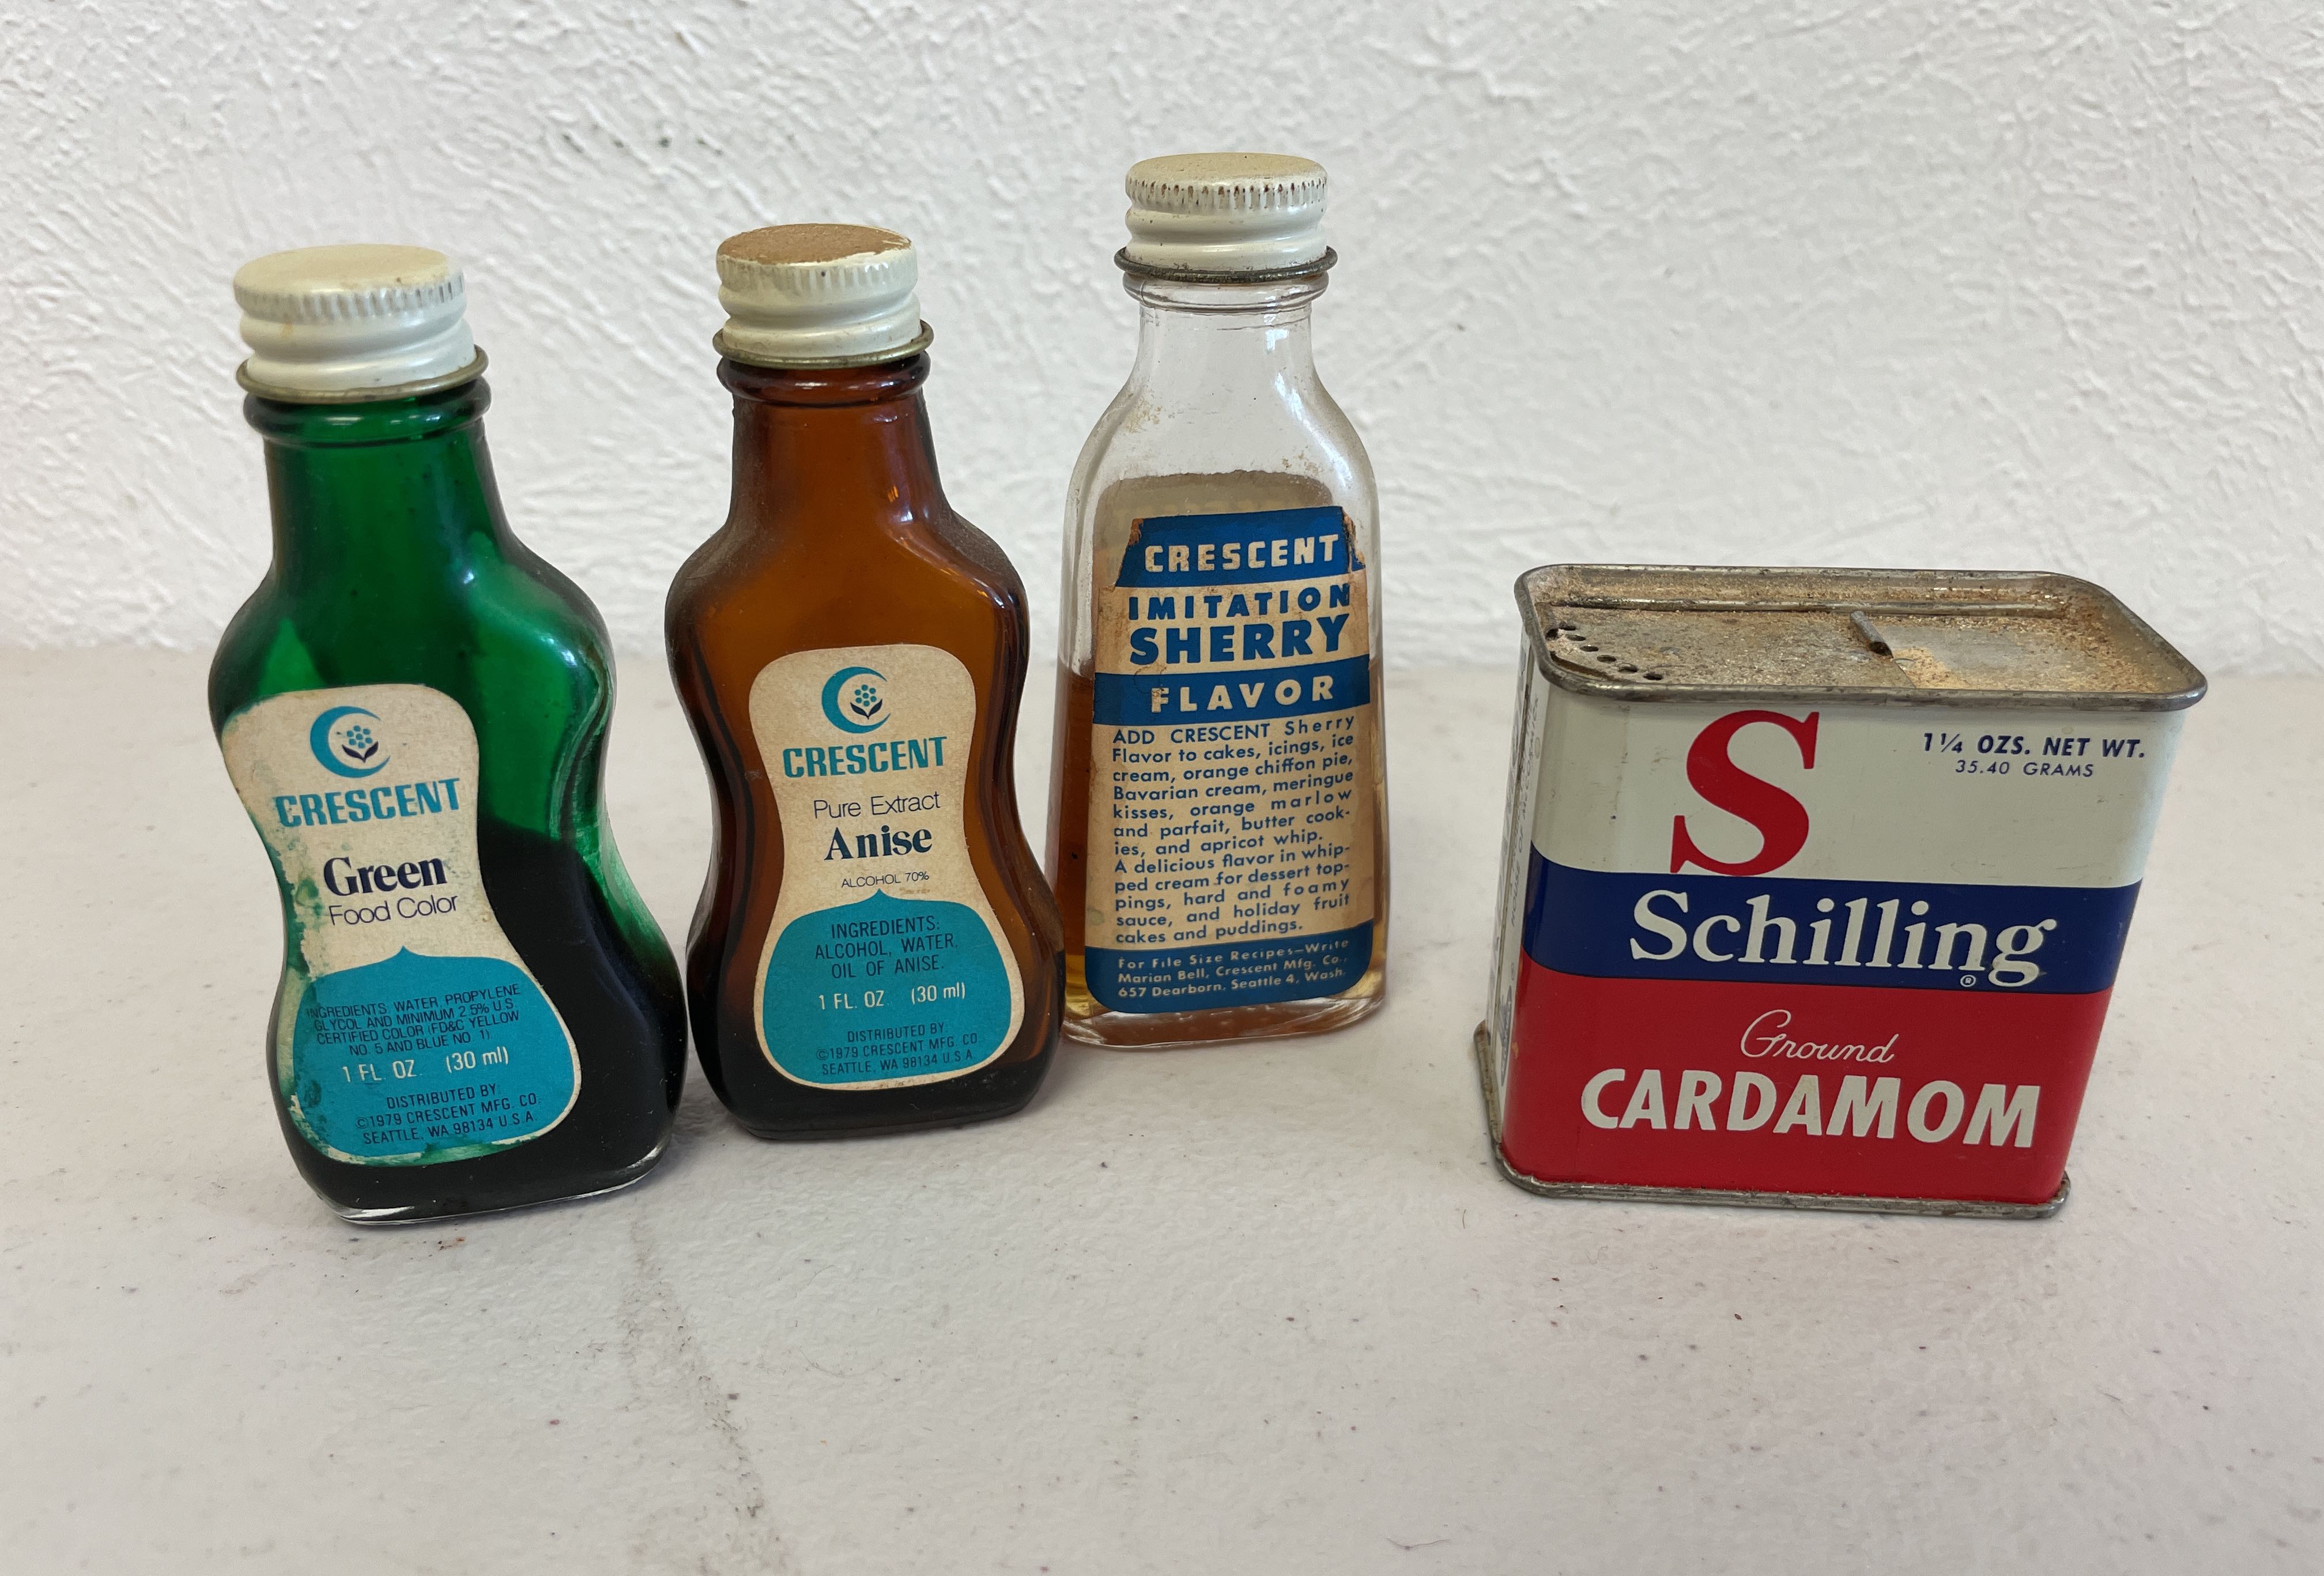 CRESCENT
Green
Food Color
INGREDIENTS: WATER, PROPYLENE
GLYCOL AND MINIMUM 2.5% U.S.
CERTIFIED COLOR (FD&C YELLOW
NO. 5 AND BLUE NO. 1)
1 FL. OZ. (30 ml)
DISTRIBUTED BY:
©1979 CRESCENT MFG. CO.
SEATTLE, WA 98134 U.S.A.
CRESCENT
Pure Extract
Anise
ALCOHOL 70%
INGREDIENTS:
ALCOHOL, WATER,
OIL OF ANISE.
1 FL. OZ (30 ml)
DISTRIBUTED BY:
©1979 CRESCENT MFG. CO.
SEATTLE, WA 98134 U.S.A.
CRESCENT
IMITATION
SHERRY
FLAVOR
ADD CRESCENT Sherry
Flavor to cakes, icings, ice
cream, orange chiffon pie,
Bavarian cream, meringue
kisses, orange marlow
and parfait, butter cook-
ies, and apricot whip.
A delicious flavor in whip-
ped cream for dessert top-
pings, hard and foamy
sauce, and holiday fruit
cakes and puddings.
For File Size Recipes—Write
Marian Bell, Crescent Mfg. Co.,
657 Dearborn, Seattle 4, Wash.
S
1¼ OZS. NET WT.
35.40 GRAMS
Schilling®
Ground
CARDAMOM